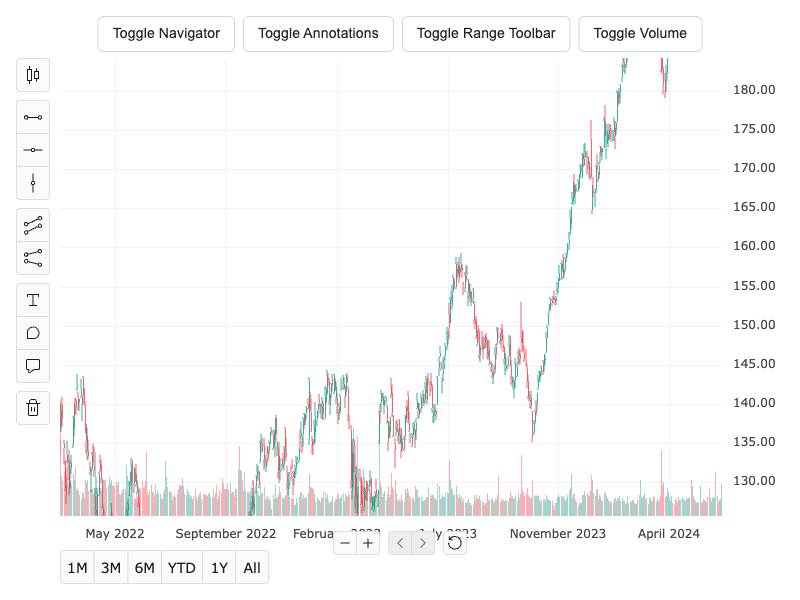 Toggle Navigator Toggle Annotations Toggle Range Toolbar Toggle Volume
180.00
175.00
170.00
165.00
160.00
155.00
150.00
145.00
140.00
135.00
130.00
T
May 2022 September 2022 2023 November 2023 April 2024
1M 3M 6M YTD 1Y All